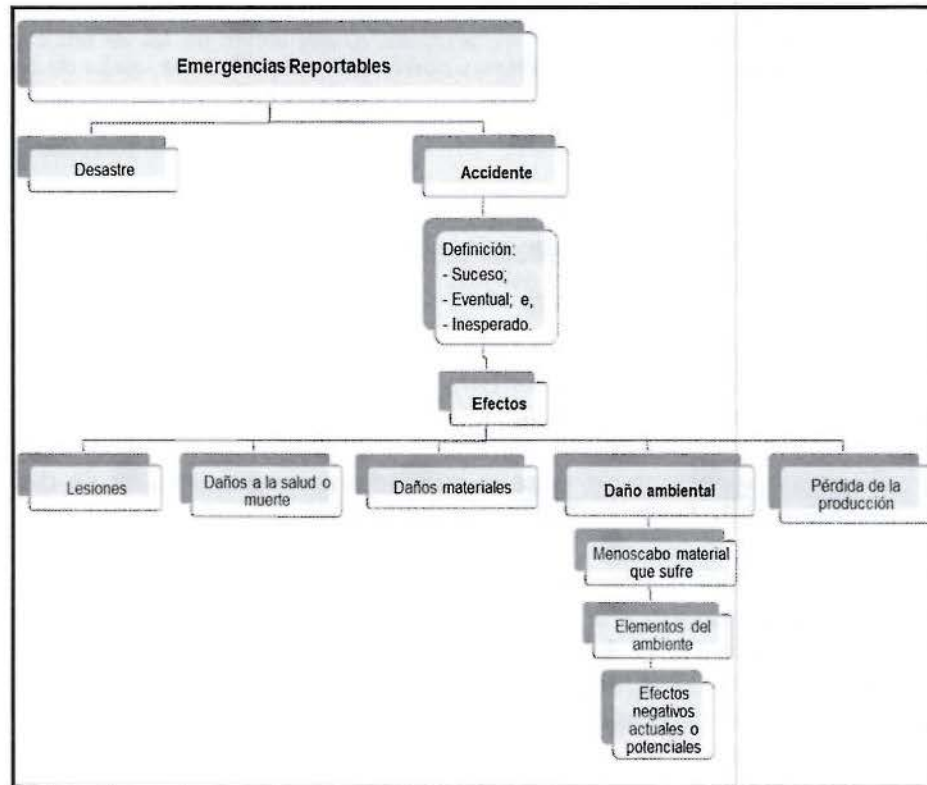 Emergencias Reportables
Desastre
Accidente
Definición:
- Suceso;
- Eventual; e,
- Inesperado.
Efectos
Lesiones
Daños a la salud o
muerte
Daños materiales
Daño ambiental
Pérdida de la
producción
Menoscabo material
que sufre
Elementos del
ambiente
Efectos
negativos
actuales o
potenciales